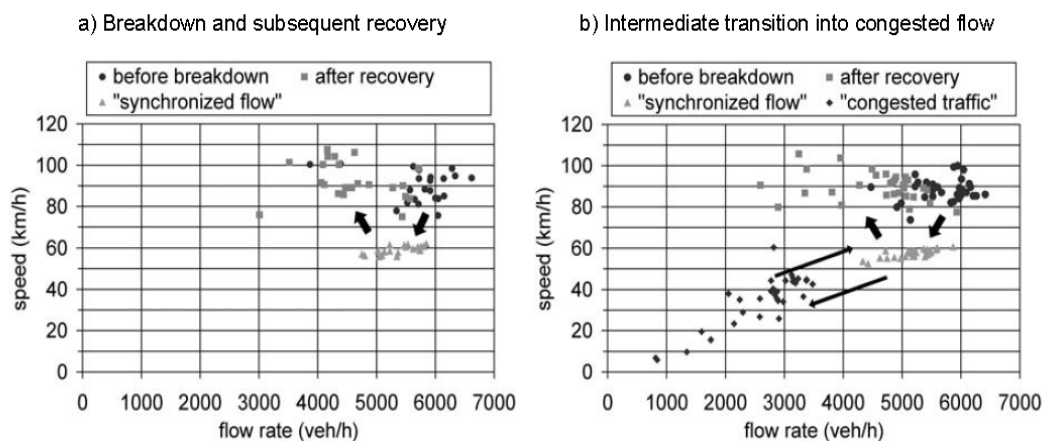 a) Breakdown and subsequent recovery
before breakdown after recovery
"synchronized flow"
120
100
80
60
40
20
0
speed (km/h)
0 1000 2000 3000 4000 5000 6000 7000
flow rate (veh/h)
b) Intermediate transition into congested flow
before breakdown after recovery
"synchronized flow" "congested traffic"
120
100
80
60
40
20
0
speed (km/h)
0 1000 2000 3000 4000 5000 6000 7000
flow rate (veh/h)